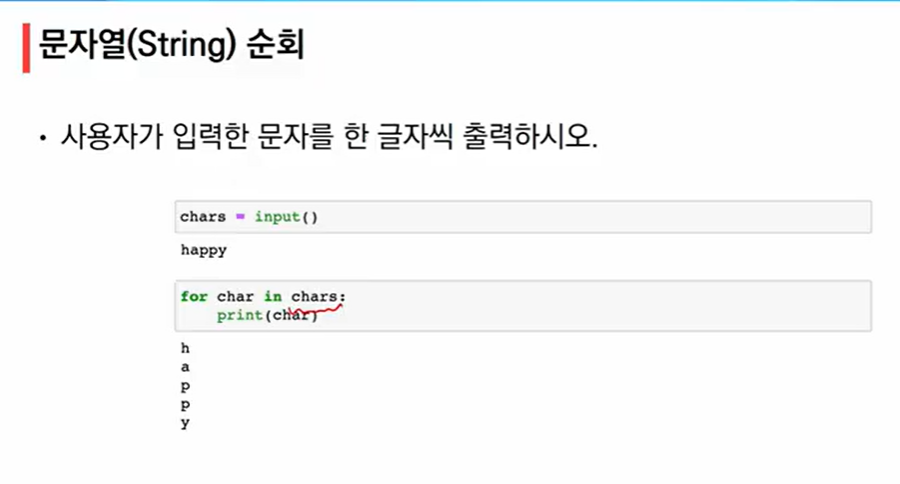 문자열(String) 순회
• 사용자가 입력한 문자를 한 글자씩 출력하시오.
chars = input()
happy
for char in chars:
    print(char)
h
a
p
p
y